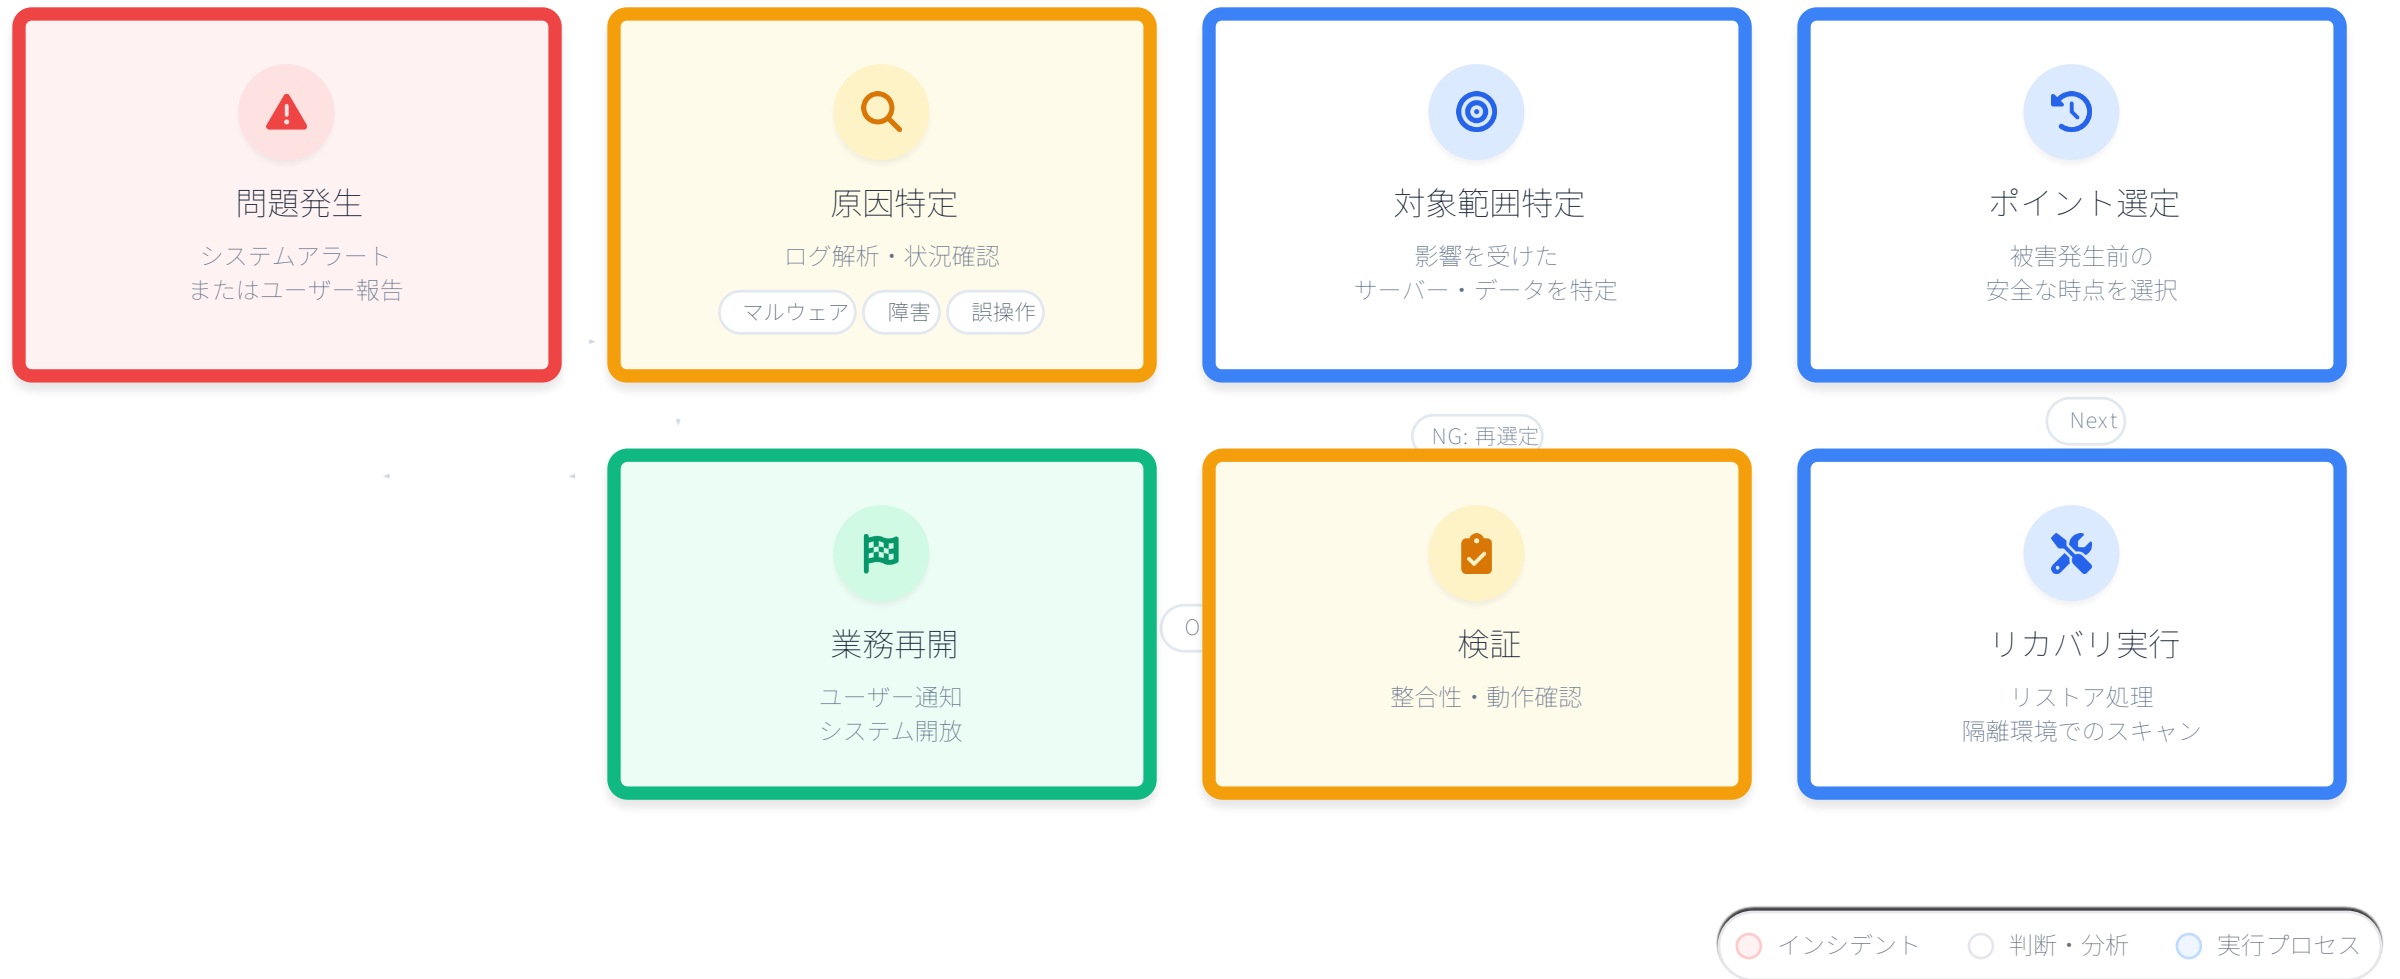 問題発生
システムアラート
またはユーザー報告
原因特定
ログ解析・状況確認
マルウェア
障害
誤操作
対象範囲特定
影響を受けた
サーバー・データを特定
ポイント選定
被害発生前の
安全な時点を選択
NG: 再選定
Next
業務再開
ユーザー通知
システム開放
検証
整合性・動作確認
リカバリ実行
リストア処理
隔離環境でのスキャン
インシデント
判断・分析
実行プロセス